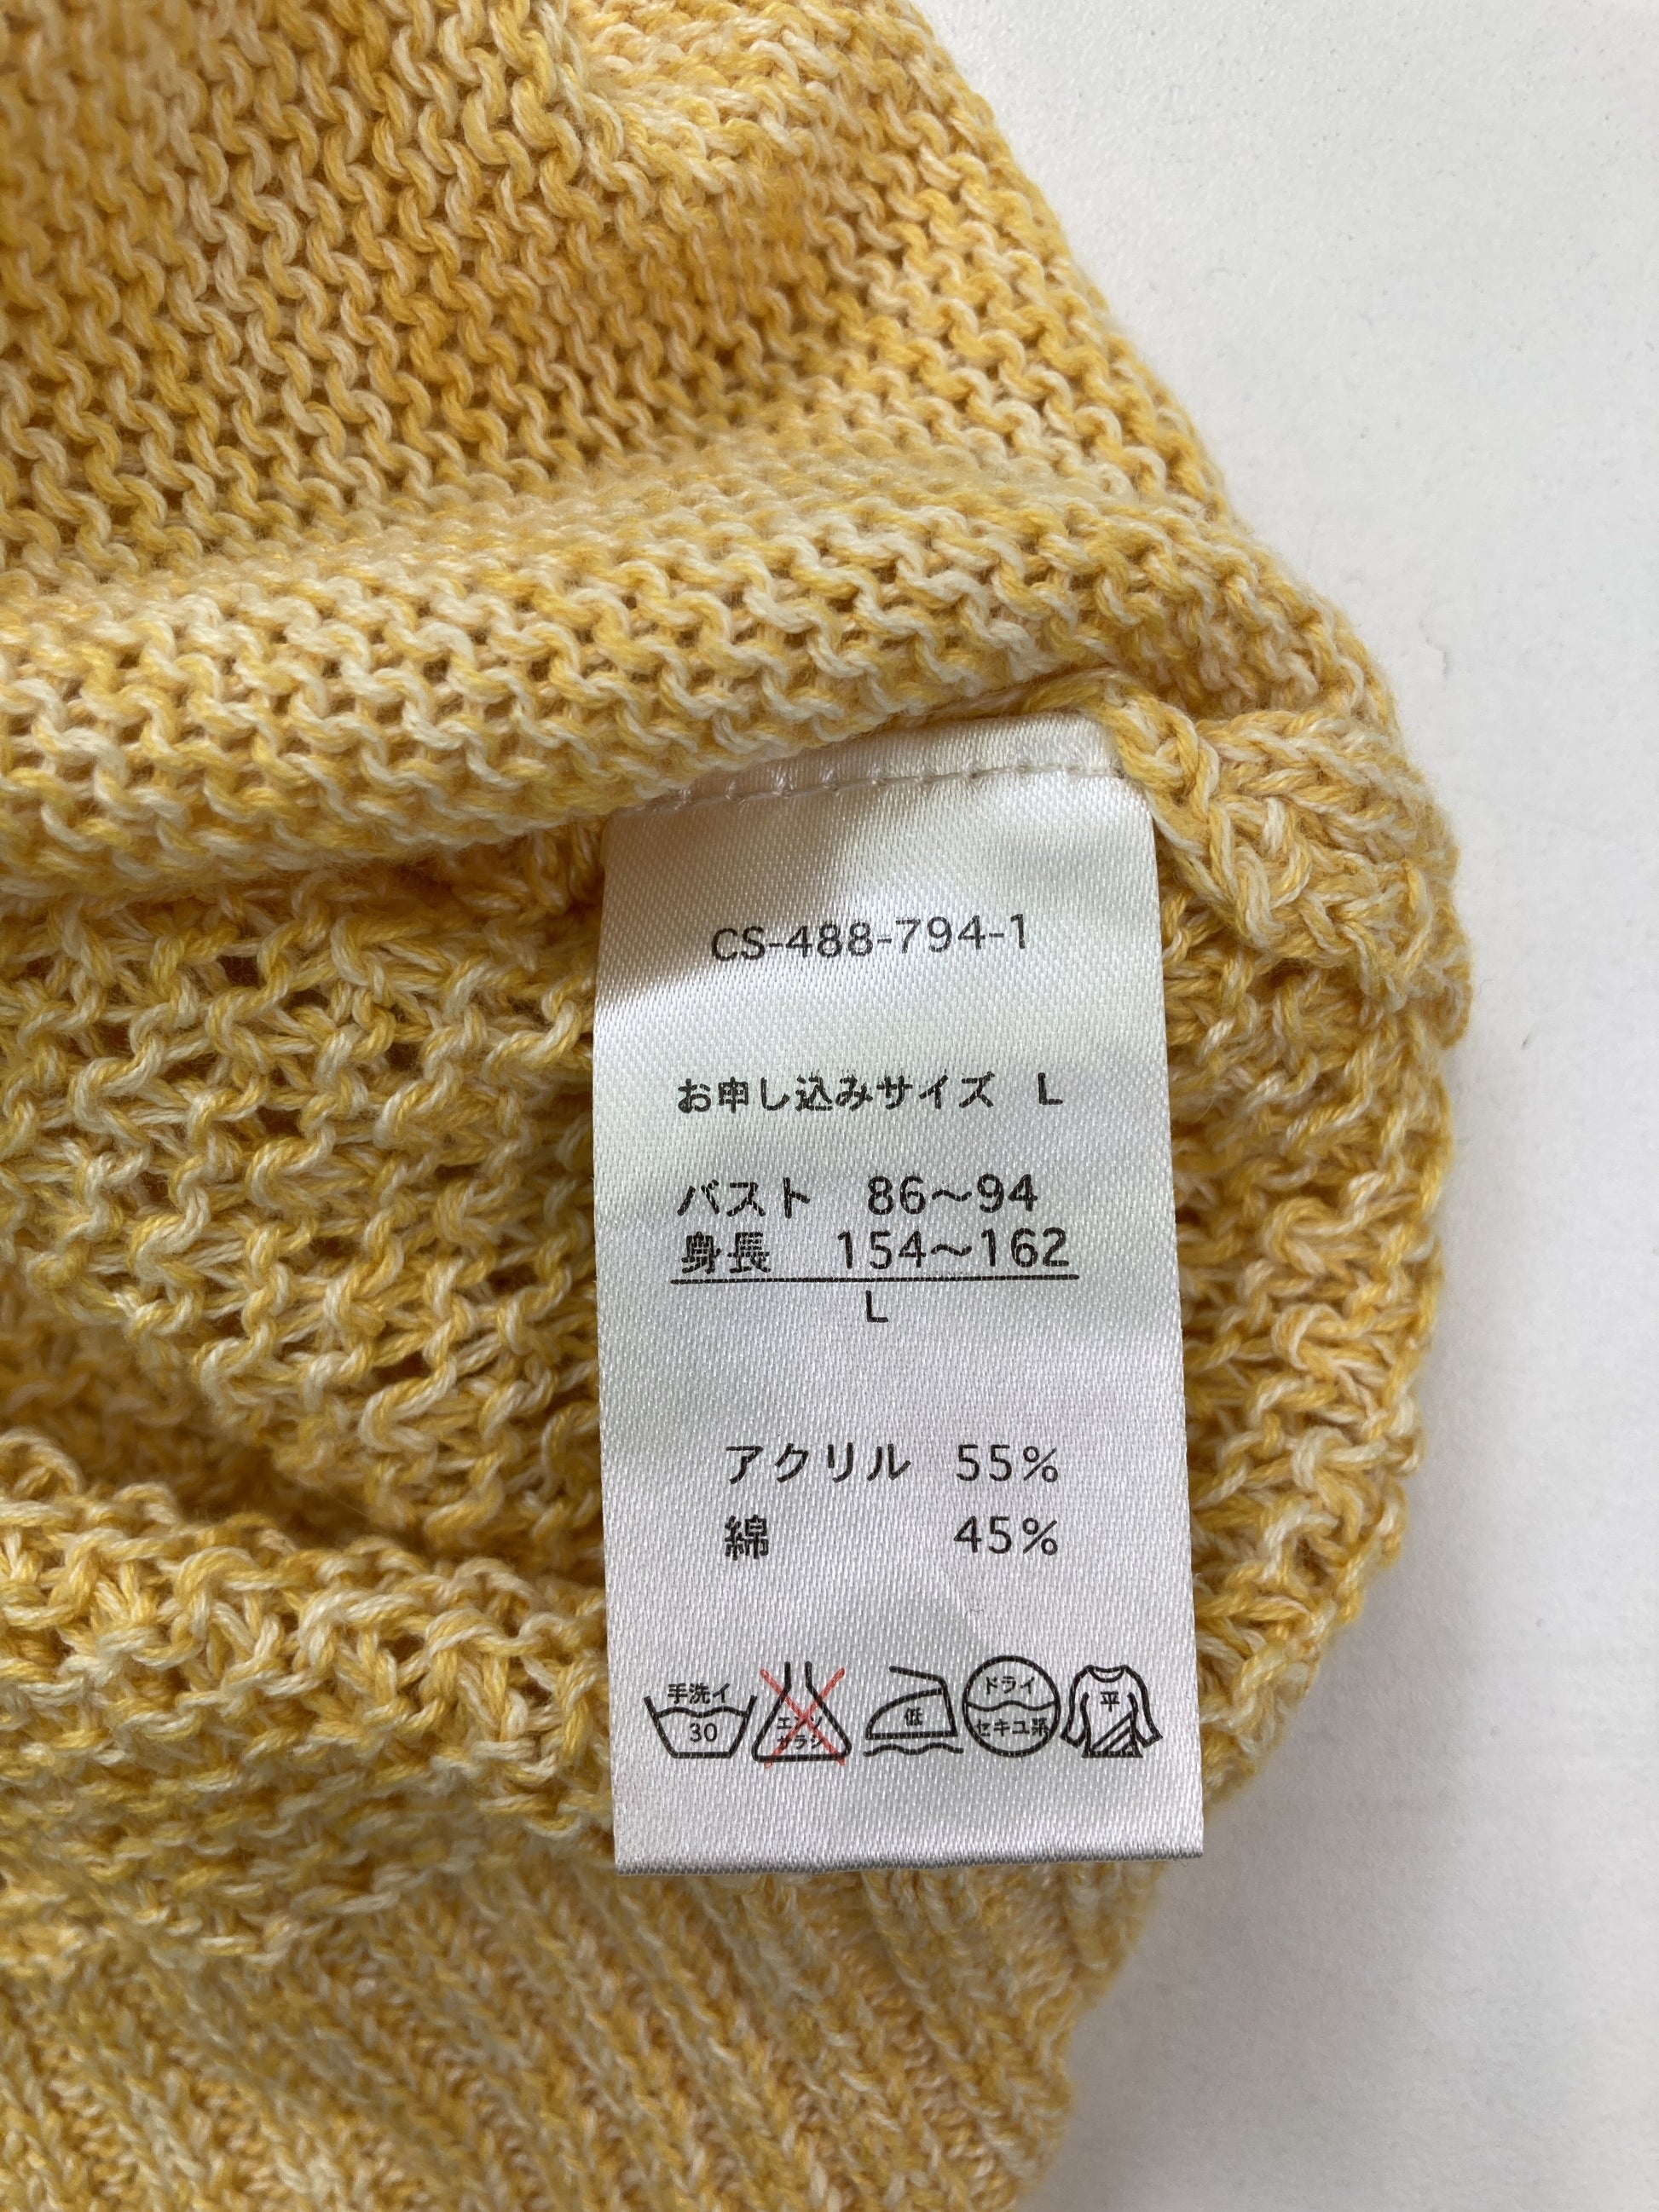 CS-488-794-1
お申し込みサイズ L
バスト 86〜94
身長 154〜162
L
アクリル 55%
綿 45%
手洗イ
30
エンソ
サラシ
低
ドライ
セキユ系
平